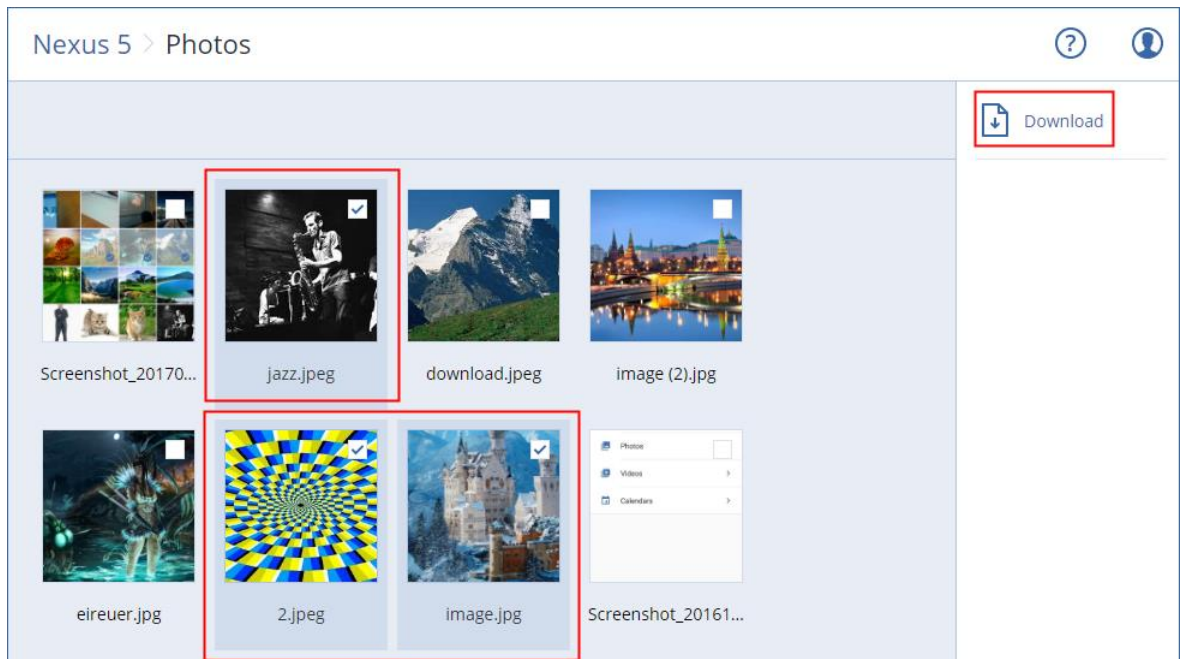 Nexus 5 > Photos
?
Download
Screenshot_20170...
jazz.jpeg
download.jpeg
image (2).jpg
Photos
Videos
Calendars
eireuer.jpg
2.jpeg
image.jpg
Screenshot_20161...